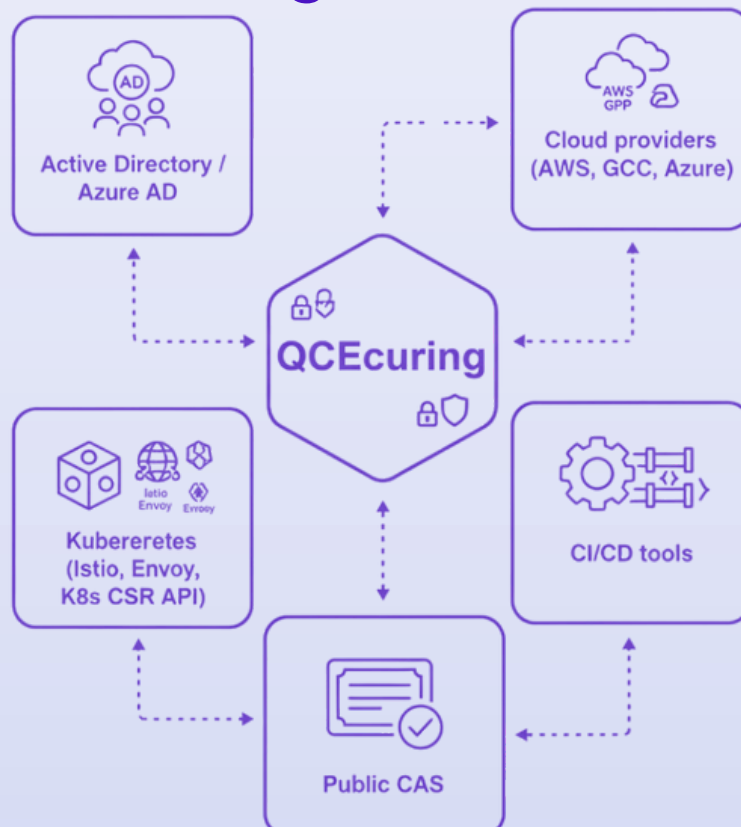 AD
Active Directory /
Azure AD
AWS
GPP
Cloud providers
(AWS, GCC, Azure)
QCEcuring
Istio
Envoy
Kubereretes
(Istio, Envoy,
K8s CSR API)
CI/CD tools
Public CAS